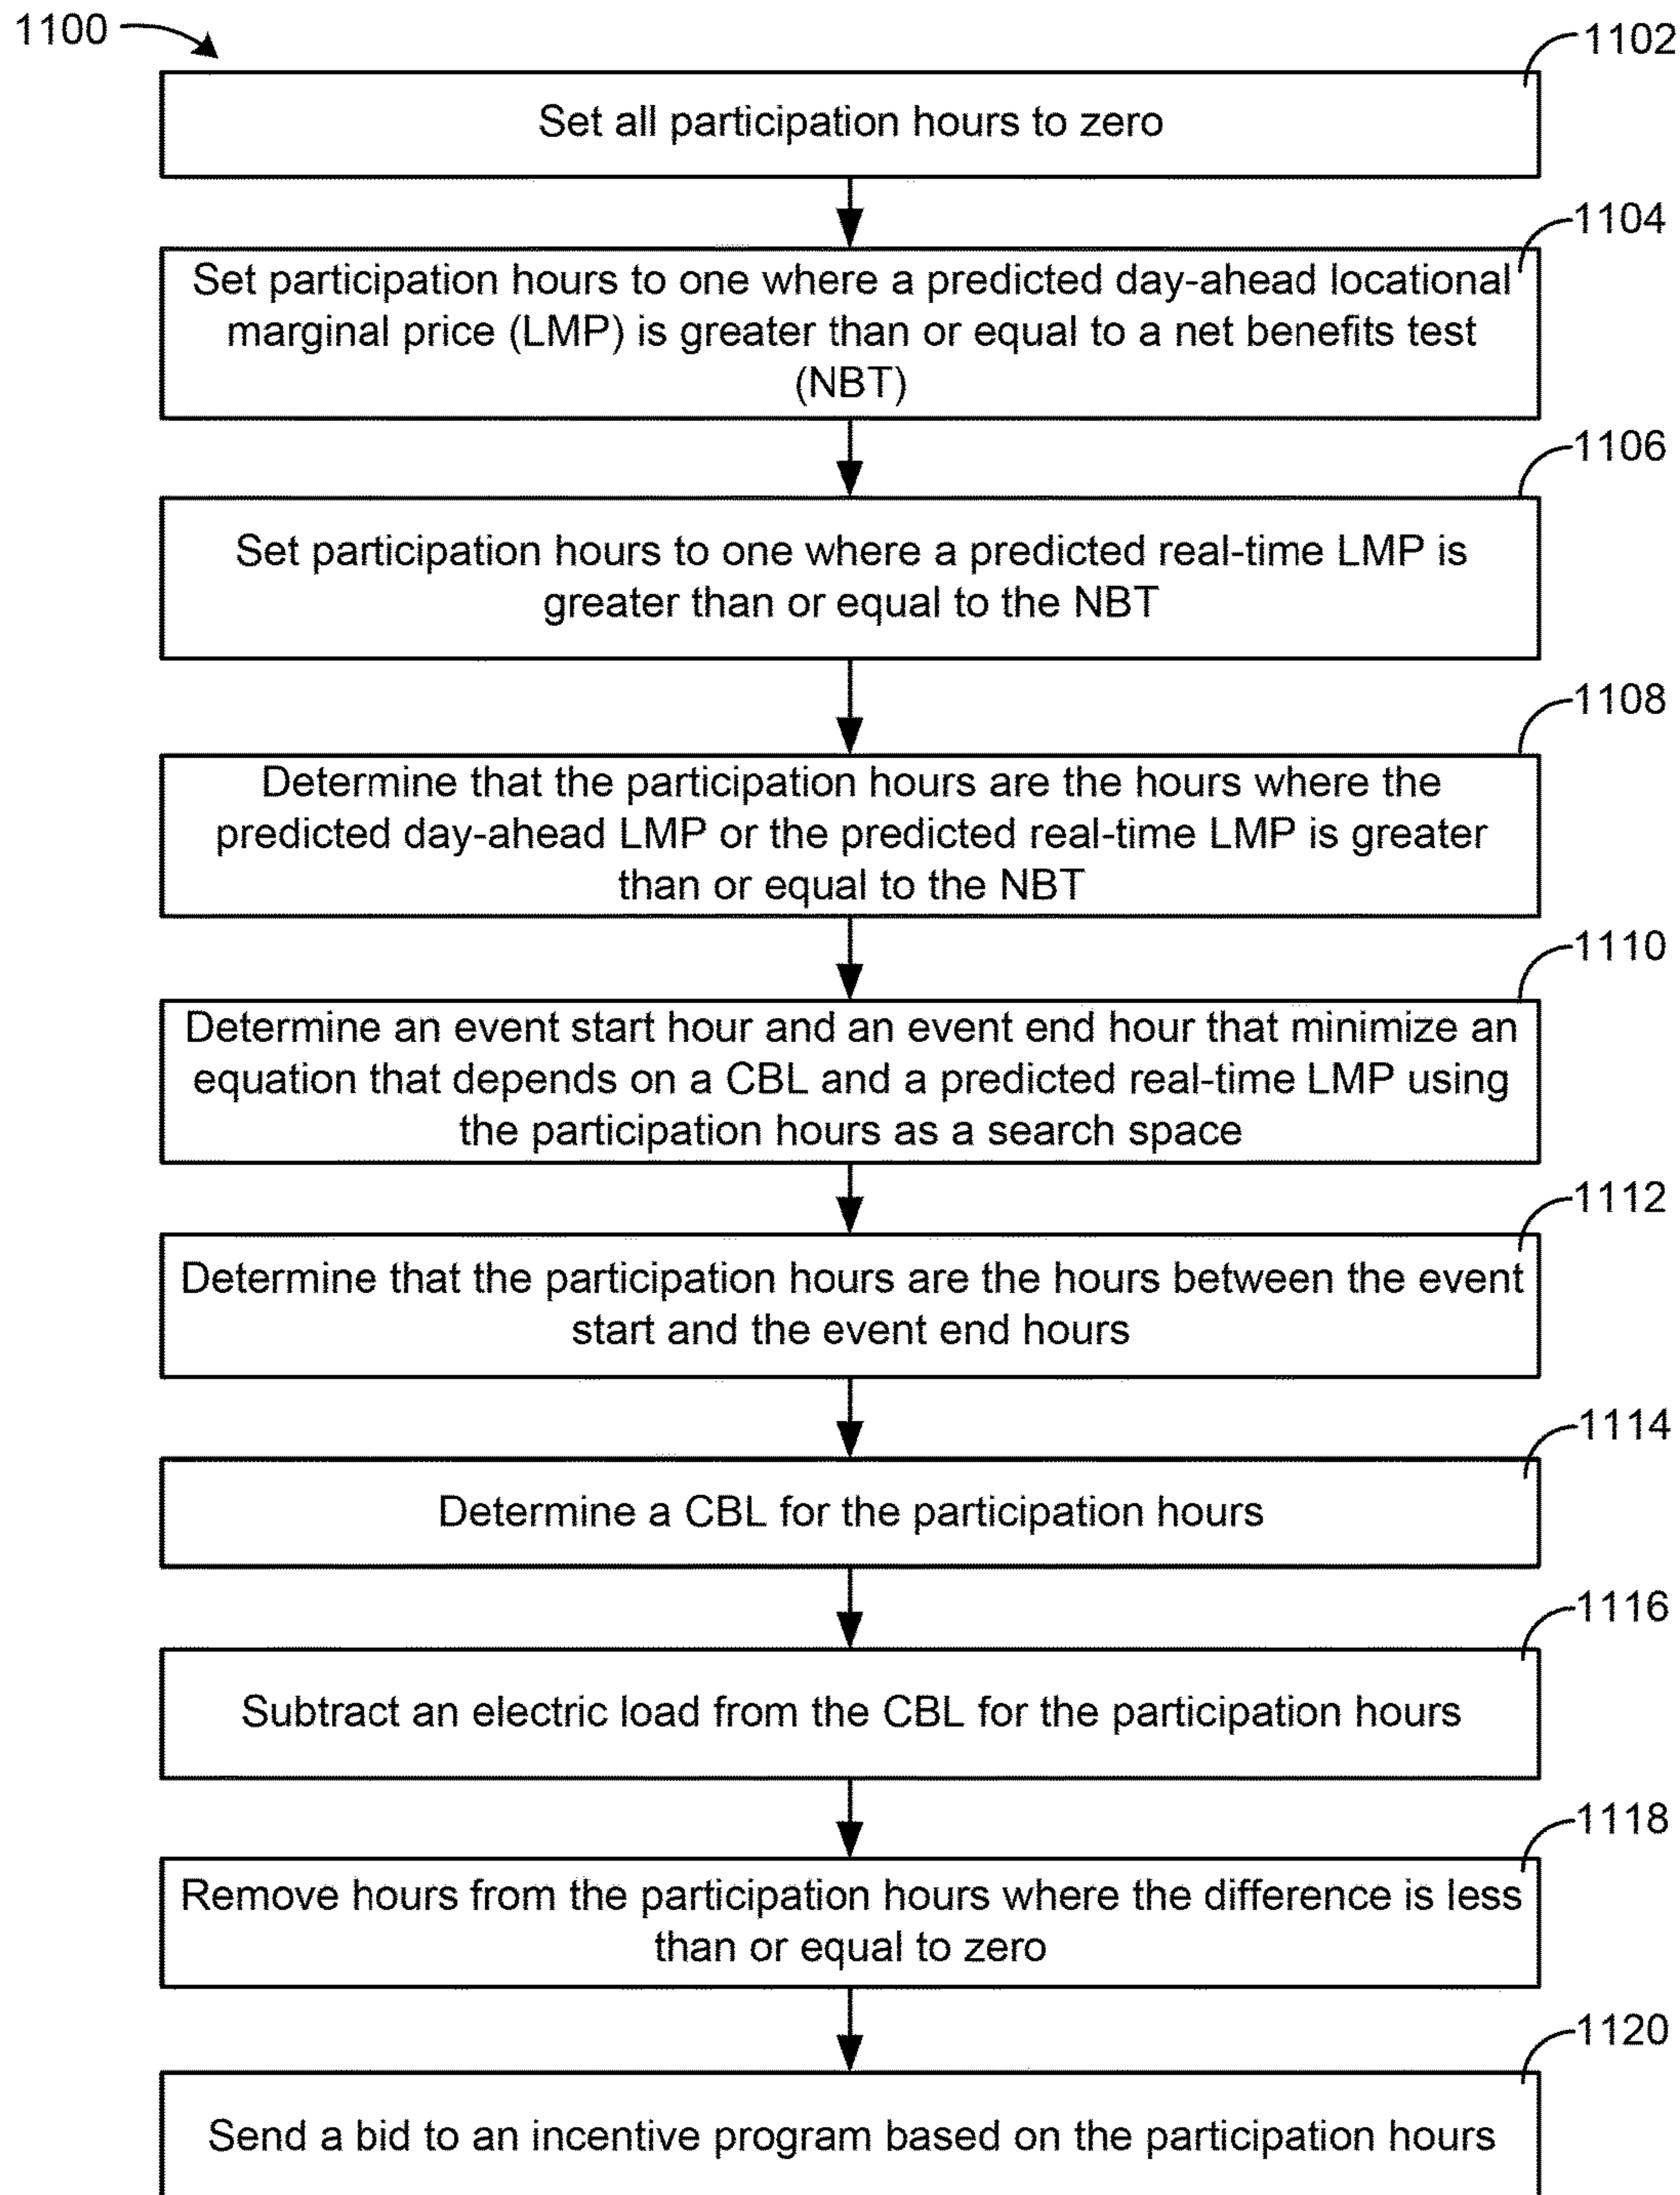 1100
1102
Set all participation hours to zero
1104
Set participation hours to one where a predicted day-ahead locational
marginal price (LMP) is greater than or equal to a net benefits test
(NBT)
1106
Set participation hours to one where a predicted real-time LMP is
greater than or equal to the NBT
1108
Determine that the participation hours are the hours where the
predicted day-ahead LMP or the predicted real-time LMP is greater
than or equal to the NBT
1110
Determine an event start hour and an event end hour that minimize an
equation that depends on a CBL and a predicted real-time LMP using
the participation hours as a search space
1112
Determine that the participation hours are the hours between the event
start and the event end hours
1114
Determine a CBL for the participation hours
1116
Subtract an electric load from the CBL for the participation hours
1118
Remove hours from the participation hours where the difference is less
than or equal to zero
1120
Send a bid to an incentive program based on the participation hours